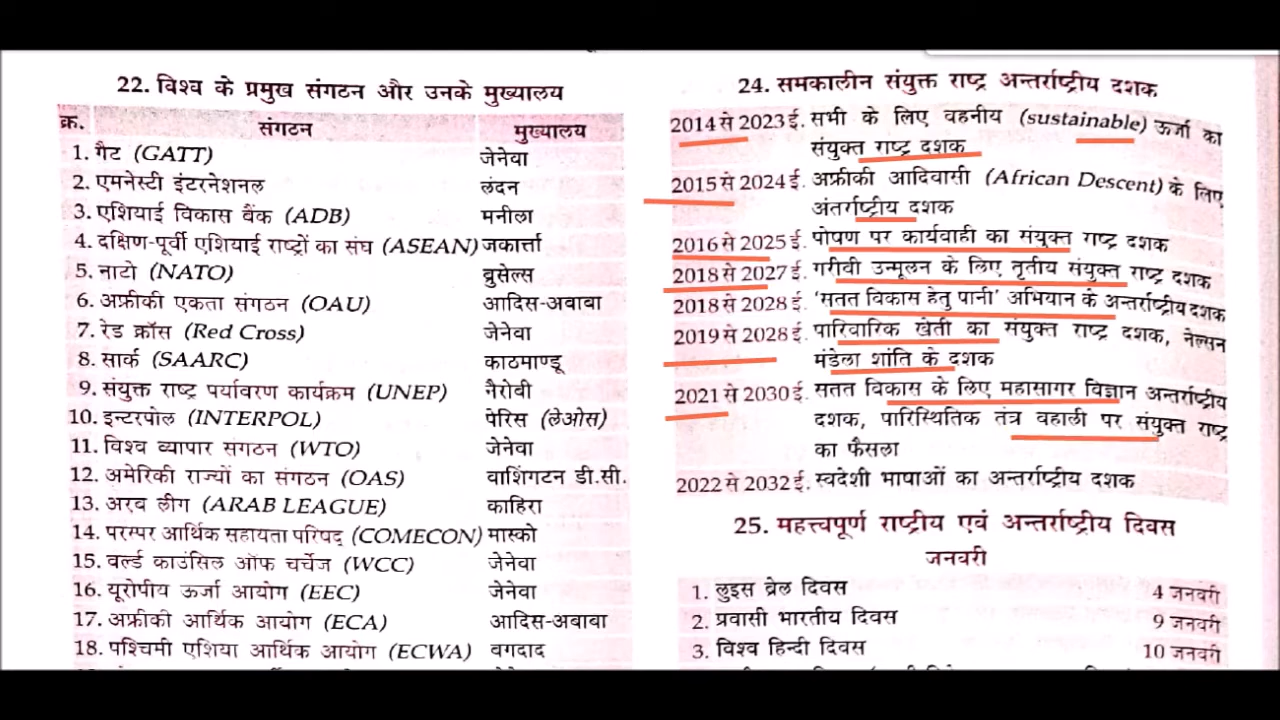 22. विश्व के प्रमुख संगठन और उनके मुख्यालय
क्र. संगठन मुख्यालय
1. गैट (GATT) जेनेवा
2. एमनेस्टी इंटरनेशनल लंदन
3. एशियाई विकास बैंक (ADB) मनीला
4. दक्षिण-पूर्वी एशियाई राष्ट्रों का संघ (ASEAN) जकार्त्ता
5. नाटो (NATO) ब्रुसेल्स
6. अफ्रीकी एकता संगठन (OAU) आदिस-अबाबा
7. रेड क्रॉस (Red Cross) जेनेवा
8. सार्क (SAARC) काठमाण्डू
9. संयुक्त राष्ट्र पर्यावरण कार्यक्रम (UNEP) नैरोवी
10. इन्टरपोल (INTERPOL) पेरिस (लेओस)
11. विश्व व्यापार संगठन (WTO) जेनेवा
12. अमेरिकी राज्यों का संगठन (OAS) वाशिंगटन डी.सी.
13. अरव लीग (ARAB LEAGUE) काहिरा
14. परस्पर आर्थिक सहायता परिषद् (COMECON) मास्को
15. वर्ल्ड काउंसिल ऑफ चर्चेज (WCC) जेनेवा
16. यूरोपीय ऊर्जा आयोग (EEC) जेनेवा
17. अफ्रीकी आर्थिक आयोग (ECA) आदिस-अबाबा
18. पश्चिमी एशिया आर्थिक आयोग (ECWA) वगदाद
24. समकालीन संयुक्त राष्ट्र अन्तर्राष्ट्रीय दशक
2014 से 2023 ई. सभी के लिए वहनीय (sustainable) ऊर्जा का
संयुक्त राष्ट्र दशक
2015 से 2024 ई. अफ्रीकी आदिवासी (African Descent) के लिए
अंतर्राष्ट्रीय दशक
2016 से 2025 ई. पोषण पर कार्यवाही का संयुक्त राष्ट्र दशक
2018 से 2027 ई. गरीवी उन्मूलन के लिए तृतीय संयुक्त राष्ट्र दशक
2018 से 2028 ई. 'सतत विकास हेतु पानी' अभियान के अन्तर्राष्ट्रीय दशक
2019 से 2028 ई. पारिवारिक खेती का संयुक्त राष्ट्र दशक, नेल्सन
मंडेला शांति के दशक
2021 से 2030 ई. सतत विकास के लिए महासागर विज्ञान अन्तर्राष्ट्रीय
दशक, पारिस्थितिक तंत्र वहाली पर संयुक्त राष्ट्र
का फैसला
2022 से 2032 ई. स्वदेशी भाषाओं का अन्तर्राष्ट्रीय दशक
25. महत्त्वपूर्ण राष्ट्रीय एवं अन्तर्राष्ट्रीय दिवस
जनवरी
1. लुइस व्रेल दिवस 4 जनवरी
2. प्रवासी भारतीय दिवस 9 जनवरी
3. विश्व हिन्दी दिवस 10 जनवरी